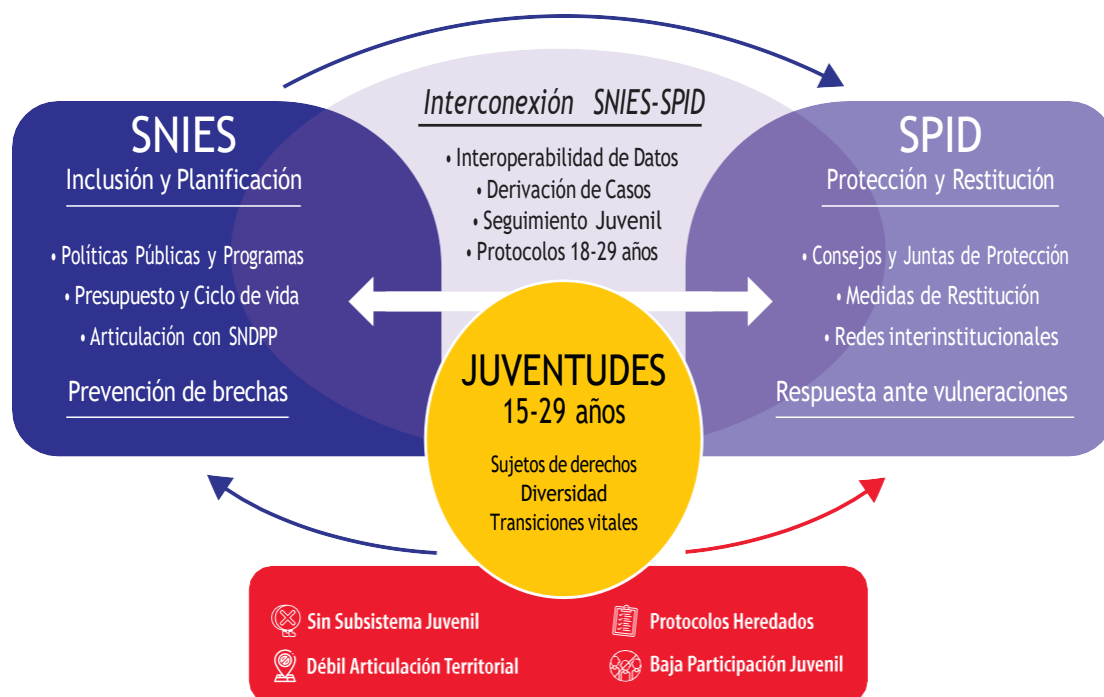 Interconexión SNIES-SPID
• Interoperabilidad de Datos
• Derivación de Casos
• Seguimiento Juvenil
• Protocolos 18-29 años
SNIES
Inclusión y Planificación
• Políticas Públicas y Programas
• Presupuesto y Ciclo de vida
• Articulación con SNDPP
Prevención de brechas
SPID
Protección y Restitución
• Consejos y Juntas de Protección
• Medidas de Restitución
• Redes interinstitucionales
Respuesta ante vulneraciones
JUVENTUDES
15-29 años
Sujetos de derechos
Diversidad
Transiciones vitales
Sin Subsistema Juvenil
Débil Articulación Territorial
Protocolos Heredados
Baja Participación Juvenil